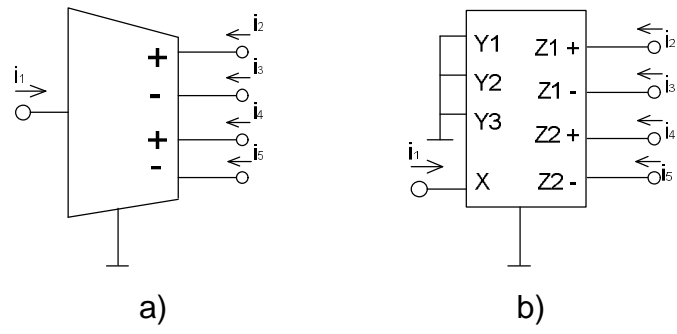 i1
+
-
+
-
i2
i3
i4
i5
a)
Y1
Y2
Y3
X
Z1 +
Z1 -
Z2 +
Z2 -
i1
i2
i3
i4
i5
b)